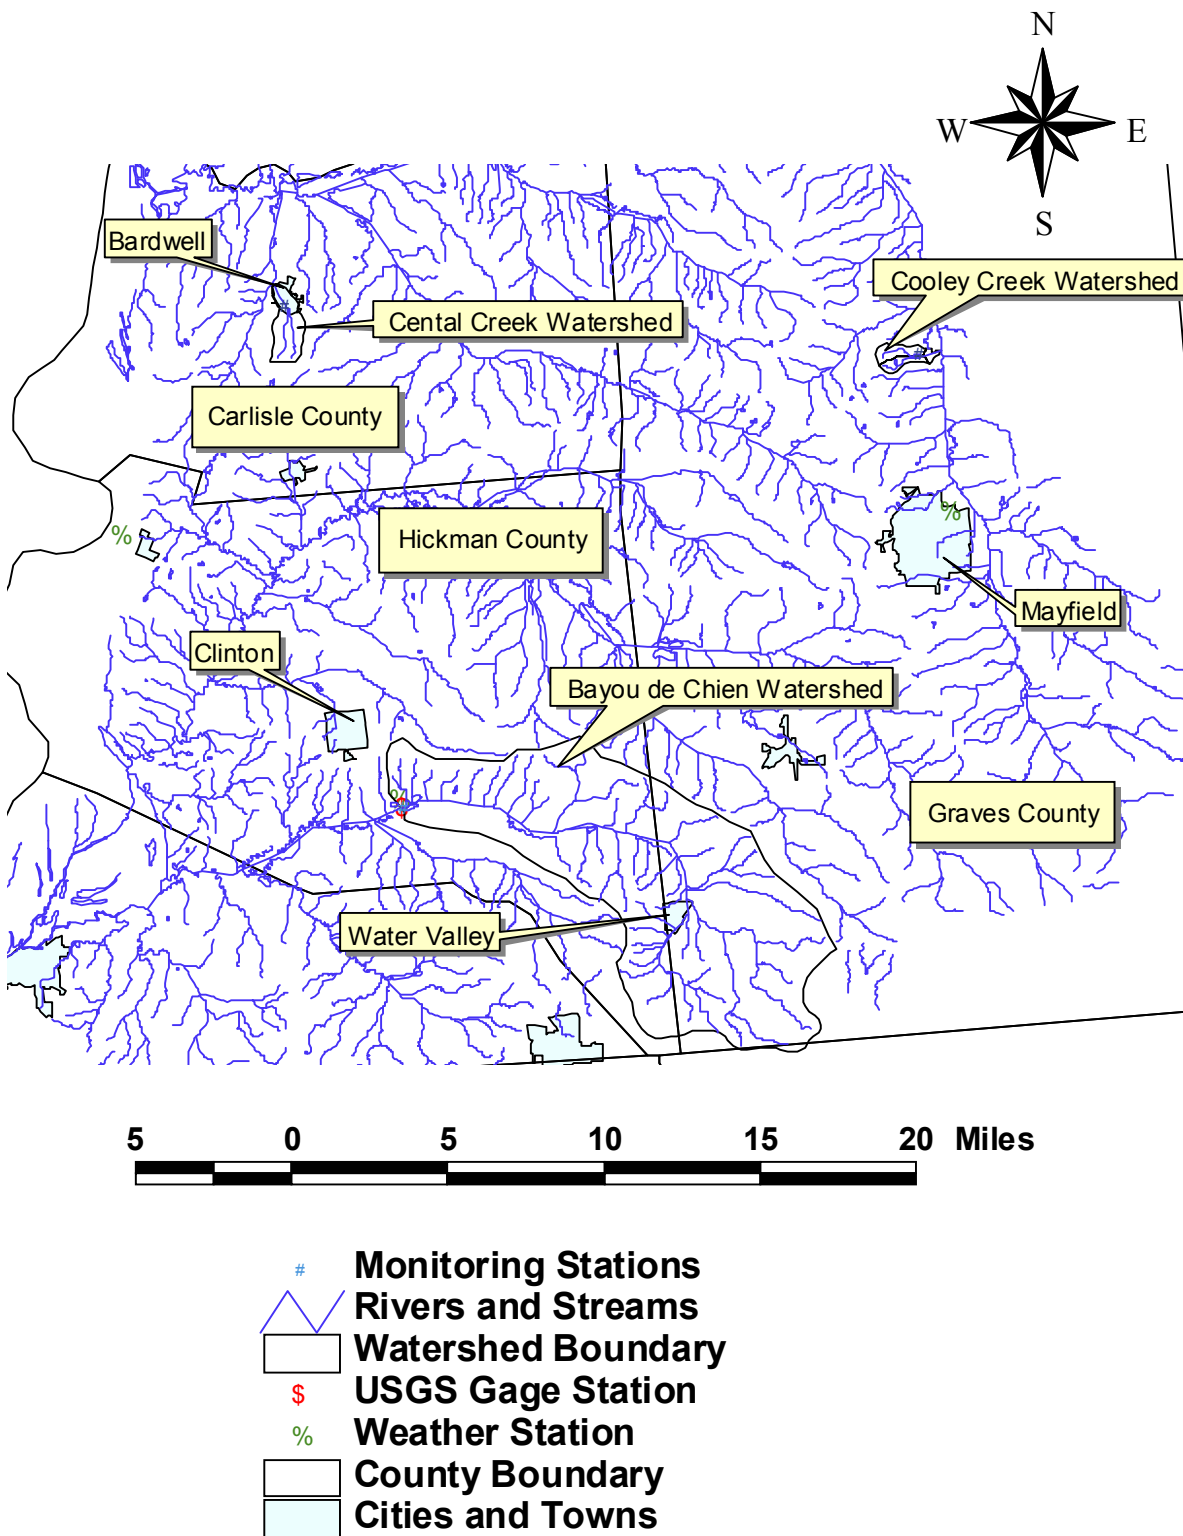 N
W E
S
Bardwell
Cooley Creek Watershed
#
Cental Creek Watershed
#
Carlisle County
%
%
Hickman County
Mayfield
Clinton
Bayou de Chien Watershed
%
$
#
Graves County
Water Valley
5 0 5 10 15 20 Miles
# Monitoring Stations
Rivers and Streams
Watershed Boundary
$ USGS Gage Station
% Weather Station
County Boundary
Cities and Towns